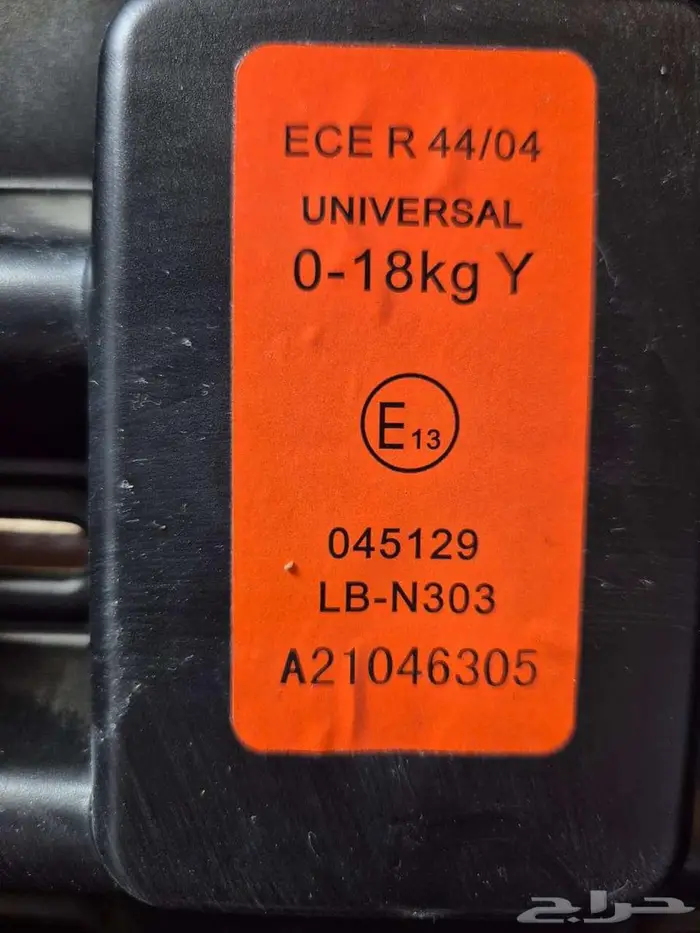 ECE R 44/04
UNIVERSAL
0-18kg Y
E13
045129
LB-N303
A21046305
حراج